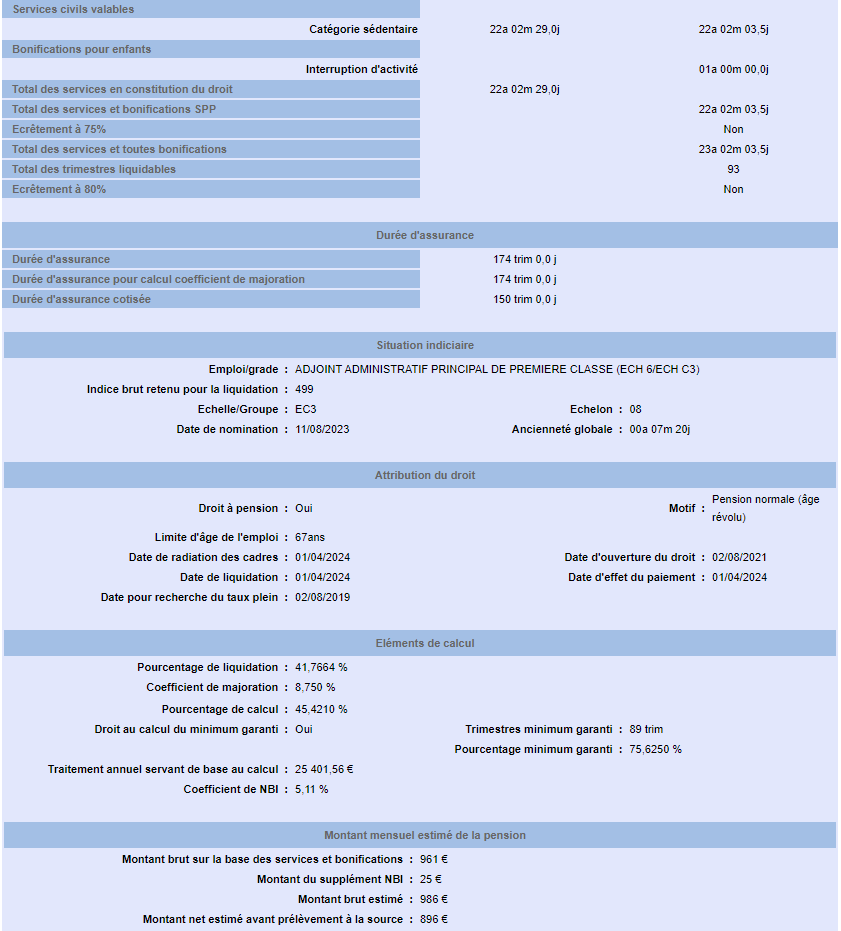 Services civils valables
Catégorie sédentaire 22a 02m 29,0j 22a 02m 03,5j
Bonifications pour enfants
Interruption d'activité 01a 00m 00,0j
Total des services en constitution du droit 22a 02m 29,0j
Total des services et bonifications SPP 22a 02m 03,5j
Ecrêtement à 75% Non
Total des services et toutes bonifications 23a 02m 03,5j
Total des trimestres liquidables 93
Ecrêtement à 80% Non
Durée d'assurance
Durée d'assurance 174 trim 0,0 j
Durée d'assurance pour calcul coefficient de majoration 174 trim 0,0 j
Durée d'assurance cotisée 150 trim 0,0 j
Situation indiciaire
Emploi/grade : ADJOINT ADMINISTRATIF PRINCIPAL DE PREMIERE CLASSE (ECH 6/ECH C3)
Indice brut retenu pour la liquidation : 499
Echelle/Groupe : EC3 Echelon : 08
Date de nomination : 11/08/2023 Ancienneté globale : 00a 07m 20j
Attribution du droit
Droit à pension : Oui Motif : Pension normale (âge
révolu)
Limite d'âge de l'emploi : 67ans
Date de radiation des cadres : 01/04/2024 Date d'ouverture du droit : 02/08/2021
Date de liquidation : 01/04/2024 Date d'effet du paiement : 01/04/2024
Date pour recherche du taux plein : 02/08/2019
Eléments de calcul
Pourcentage de liquidation : 41,7664 %
Coefficient de majoration : 8,750 %
Pourcentage de calcul : 45,4210 %
Droit au calcul du minimum garanti : Oui Trimestres minimum garanti : 89 trim
Pourcentage minimum garanti : 75,6250 %
Traitement annuel servant de base au calcul : 25 401,56 €
Coefficient de NBI : 5,11 %
Montant mensuel estimé de la pension
Montant brut sur la base des services et bonifications : 961 €
Montant du supplément NBI : 25 €
Montant brut estimé : 986 €
Montant net estimé avant prélèvement à la source : 896 €